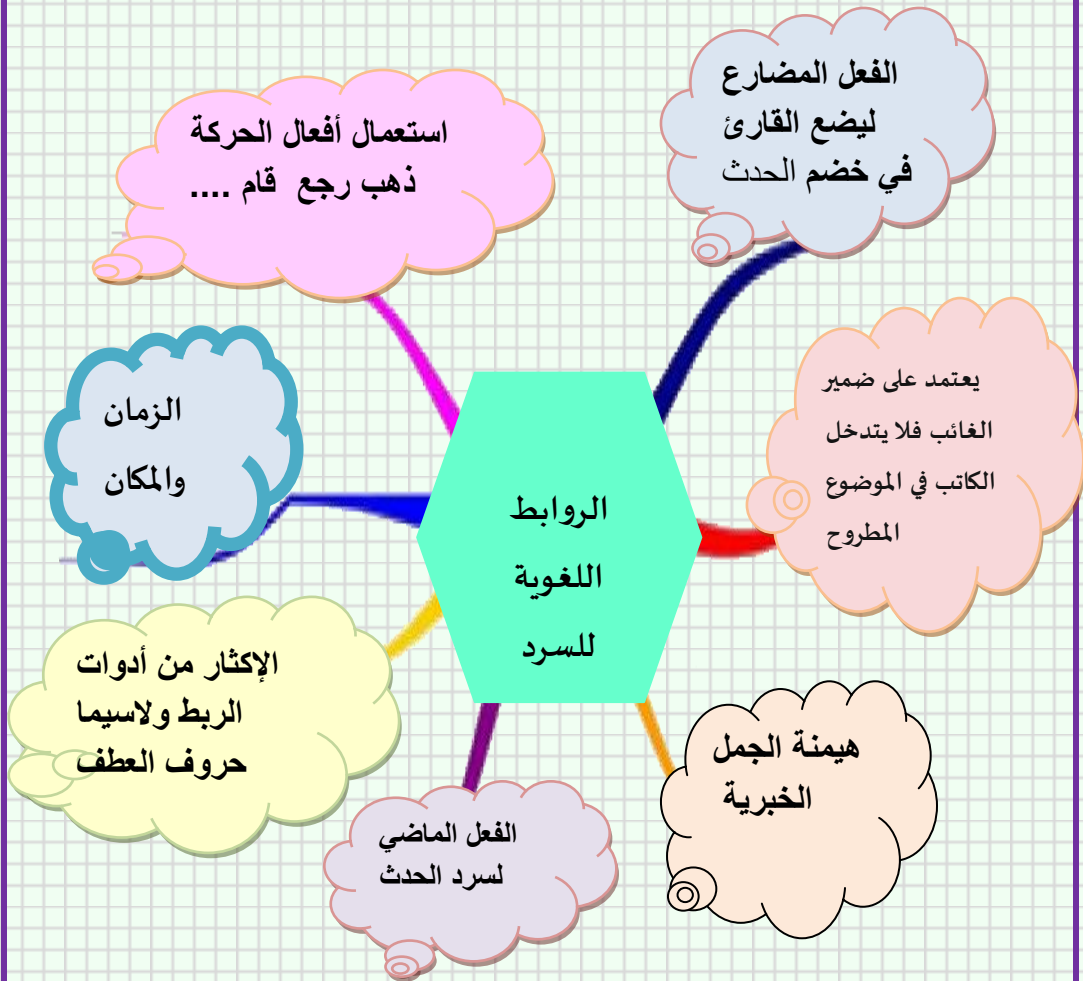 الفعل المضارع
ليضع القارئ
في خضم الحدث
استعمال أفعال الحركة
ذهب رجع قام ....
يعتمد على ضمير
الغائب فلا يتدخل
الكاتب في الموضوع
المطروح
الزمان
والمكان
الروابط
اللغوية
للسرد
الإكثار من أدوات
الربط ولاسيما
حروف العطف
هيمنة الجمل
الخبرية
الفعل الماضي
لسرد الحدث